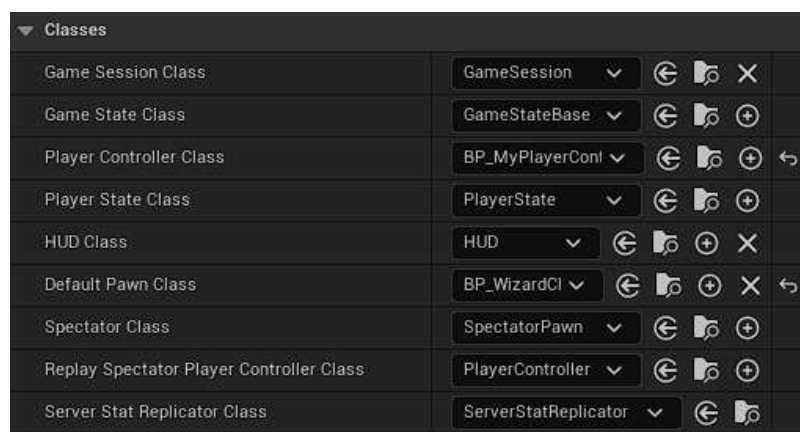 Classes
Game Session Class GameSession
Game State Class GameStateBase
Player Controller Class BP_MyPlayerCont
Player State Class PlayerState
HUD Class HUD
Default Pawn Class BP_WizardCl
Spectator Class SpectatorPawn
Replay Spectator Player Controller Class PlayerController
Server Stat Replicator Class ServerStatReplicator